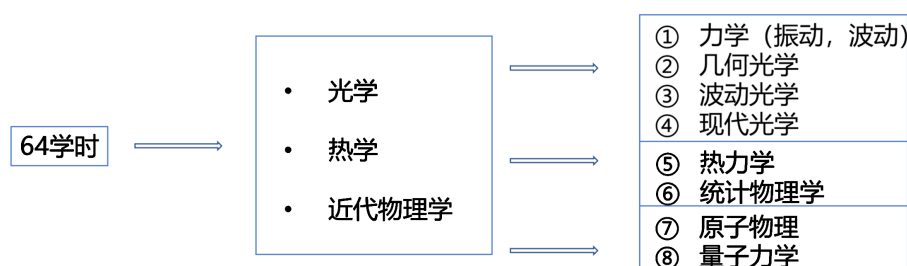 64学时
• 光学
• 热学
• 近代物理学
① 力学（振动，波动）
② 几何光学
③ 波动光学
④ 现代光学
⑤ 热力学
⑥ 统计物理学
⑦ 原子物理
⑧ 量子力学